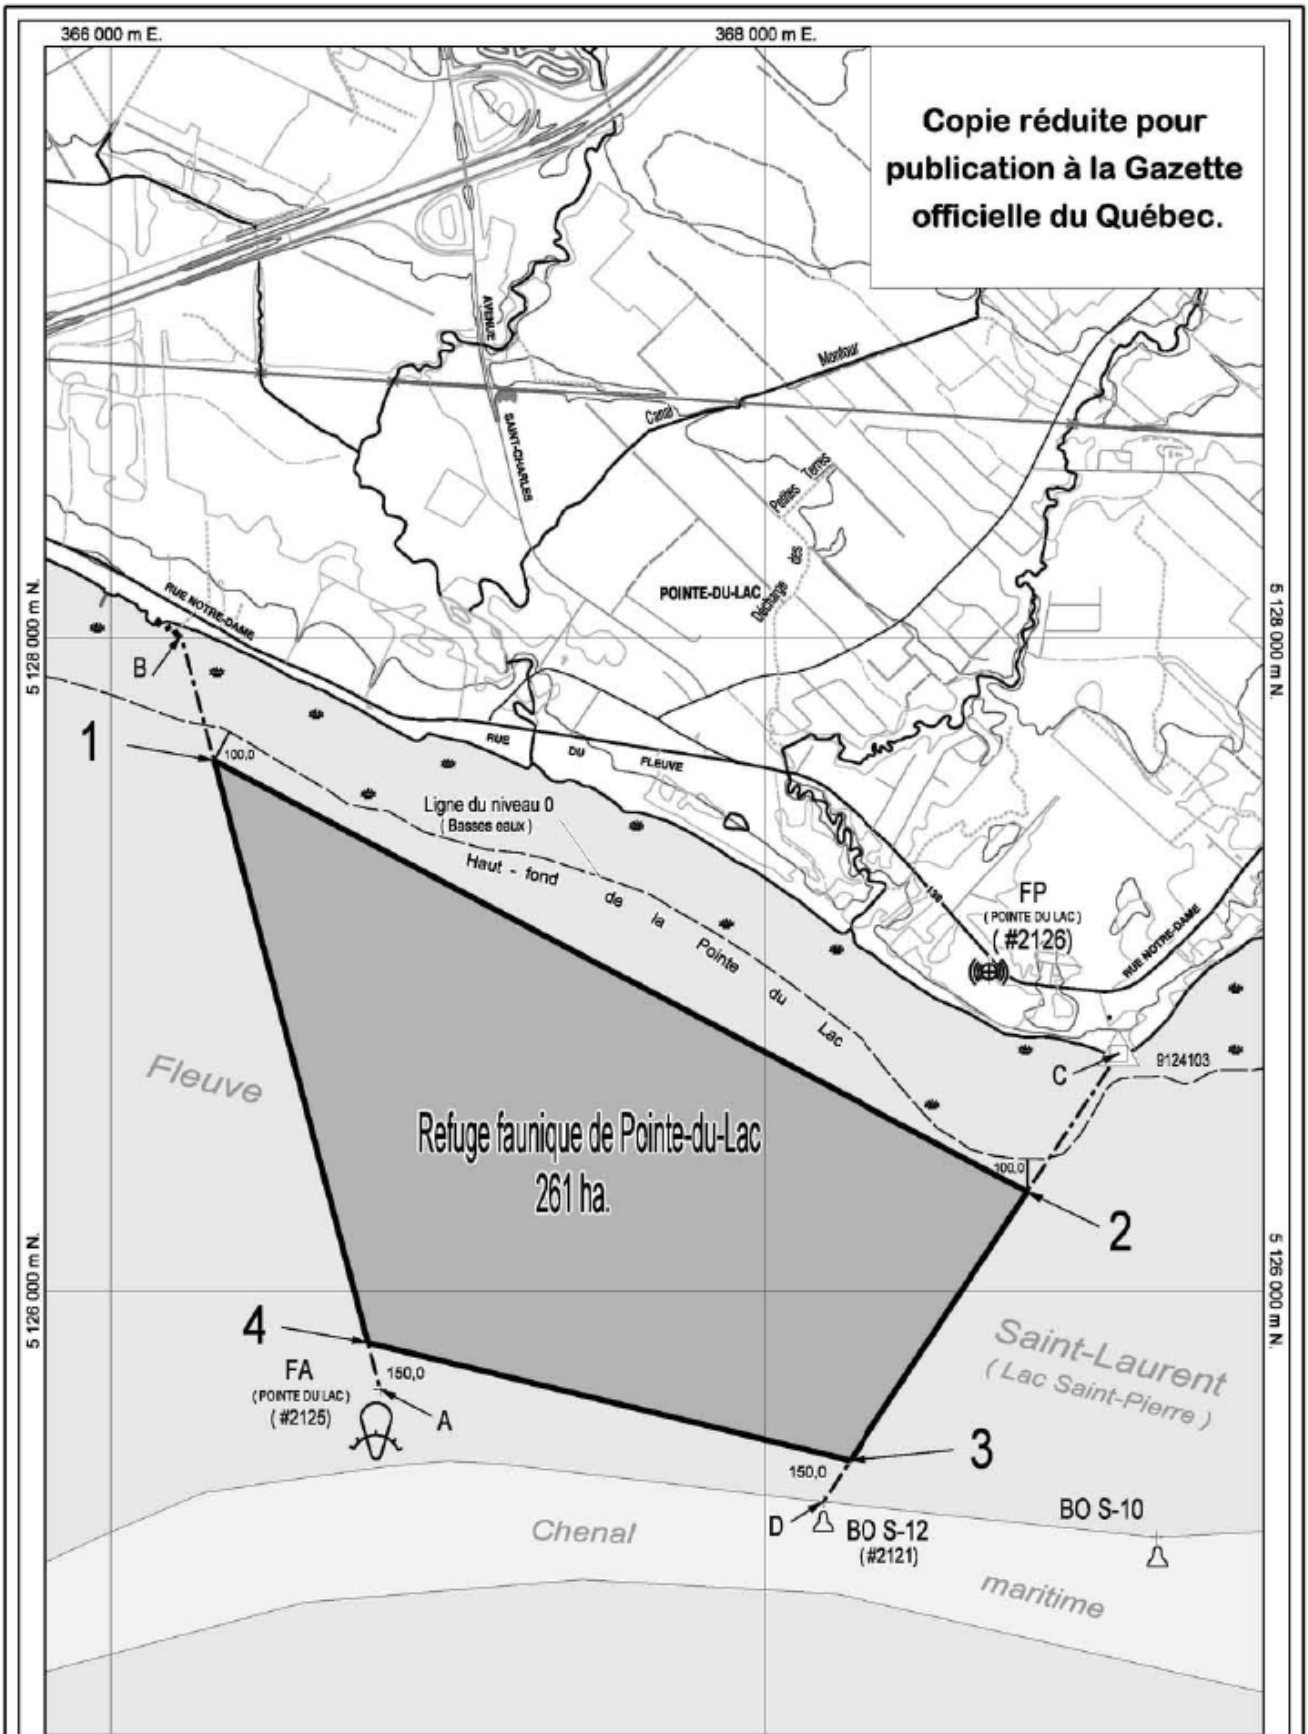 366 000 m E.
368 000 m E.
Copie réduite pour
publication à la Gazette
officielle du Québec.
AVENUE
SAINT-CHARLES
Canal
Montour
Petites Terres
Décharge des
POINTE-DU-LAC
5 128 000 m N.
5 128 000 m N.
RUE NOTRE-DAME
B
1
100,0
RUE DU FLEUVE
Ligne du niveau 0
( Basses eaux )
Haut - fond de la Pointe du Lac
138
FP
( POINTE DU LAC )
( #2126)
RUE NOTRE-DAME
C
9124103
Fleuve
Refuge faunique de Pointe-du-Lac
261 ha.
100,0
2
5 126 000 m N.
5 126 000 m N.
4
FA
( POINTE DU LAC )
( #2125)
150,0
A
Saint-Laurent
( Lac Saint-Pierre )
3
150,0
D
BO S-12
(#2121)
BO S-10
Chenal
maritime